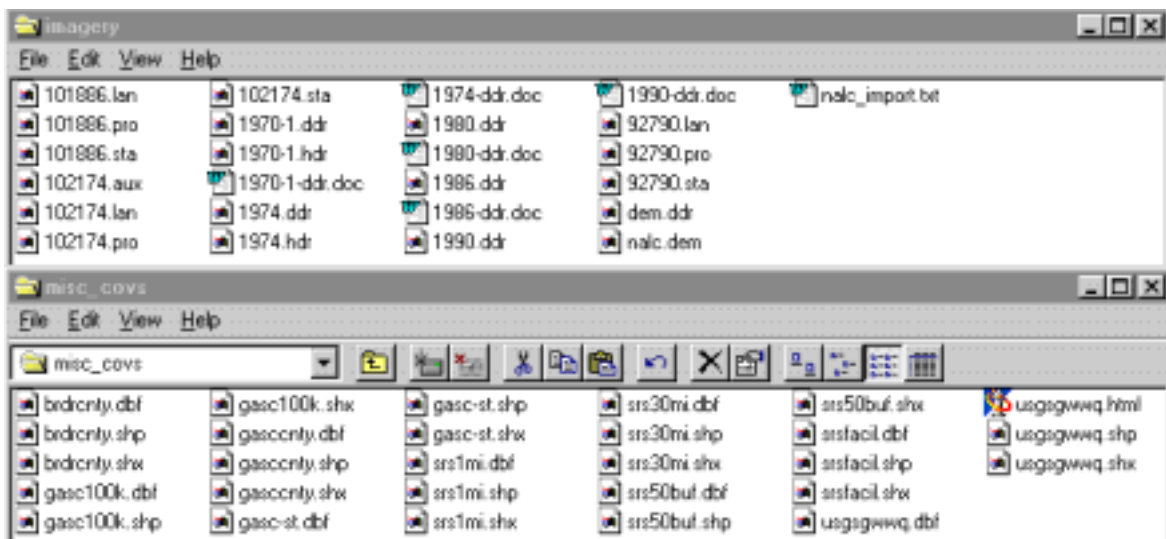 imagery
File Edit View Help
101886.lan 102174.sta 1974-ddr.doc 1990-ddr.doc nalc_import.txt
101886.pro 1970-1.ddr 1980.ddr 92790.lan
101886.sta 1970-1.hdr 1980-ddr.doc 92790.pro
102174.aux 1970-1-ddr.doc 1986.ddr 92790.sta
102174.lan 1974.ddr 1986-ddr.doc dem.ddr
102174.pro 1974.hdr 1990.ddr nalc.dem
misc_covs
File Edit View Help
misc_covs
brdrcnty.dbf gasc100k.shx gasc-st.shp srs30mi.dbf srs50buf.shx usgsgwwq.html
brdrcnty.shp gasccnty.dbf gasc-st.shx srs30mi.shp srsfacil.dbf usgsgwwq.shp
brdrcnty.shx gasccnty.shp srs1mi.dbf srs30mi.shx srsfacil.shp usgsgwwq.shx
gasc100k.dbf gasccnty.shx srs1mi.shp srs50buf.dbf srsfacil.shx
gasc100k.shp gasc-st.dbf srs1mi.shx srs50buf.shp usgsgwwq.dbf